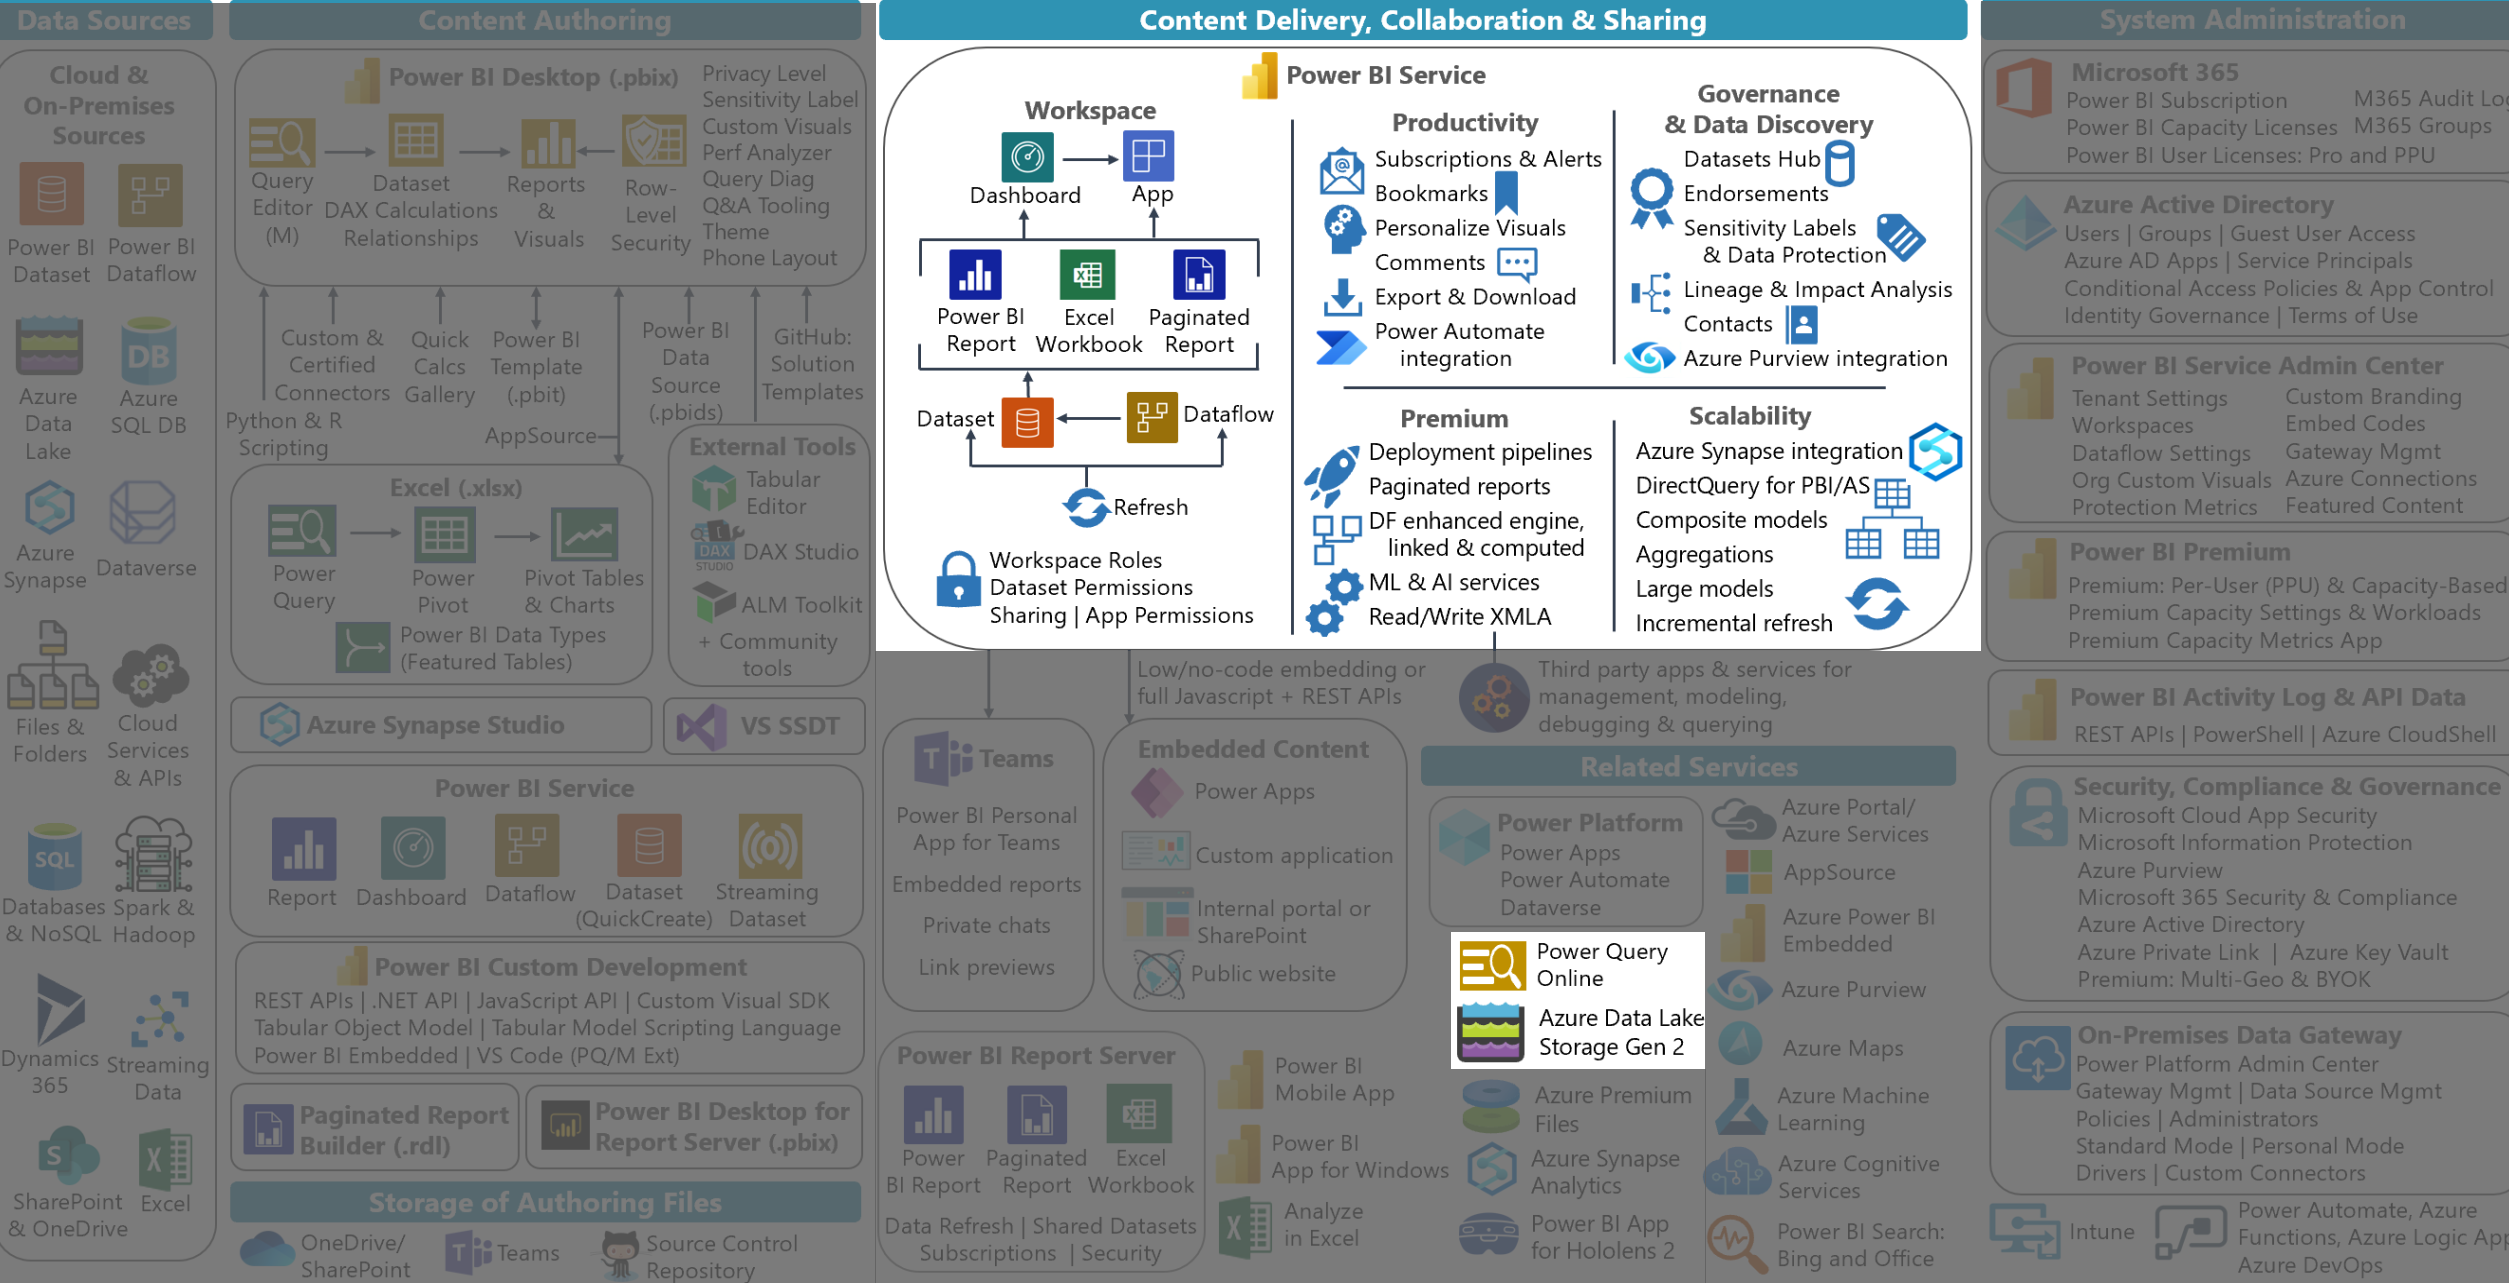 Data Sources
Cloud &
On-Premises
Sources
Power BI
Dataset
Power BI
Dataflow
Azure
Data
Lake
Azure
SQL DB
DB
Azure
Synapse
Dataverse
Files &
Folders
Cloud
Services
& APIs
SQL
Databases
& NoSQL
Spark &
Hadoop
Dynamics
365
Streaming
Data
SharePoint
& OneDrive
Excel
Content Authoring
Power BI Desktop (.pbix)
Query
Editor
(M)
Dataset
DAX Calculations
Relationships
Reports
&
Visuals
Row-
Level
Security
Privacy Level
Sensitivity Label
Custom Visuals
Perf Analyzer
Query Diag
Q&A Tooling
Theme
Phone Layout
Python & R
Scripting
Custom &
Certified
Connectors
Quick
Calcs
Gallery
Power BI
Template
(.pbit)
AppSource
Power BI
Data
Source
(.pbids)
GitHub:
Solution
Templates
Excel (.xlsx)
Power
Query
Power
Pivot
Pivot Tables
& Charts
Power BI Data Types
(Featured Tables)
External Tools
Tabular
Editor
DAX
STUDIO
DAX Studio
ALM Toolkit
+ Community
tools
Azure Synapse Studio
VS SSDT
Power BI Service
Report
Dashboard
Dataflow
Dataset
(QuickCreate)
Streaming
Dataset
Power BI Custom Development
REST APIs | .NET API | JavaScript API | Custom Visual SDK
Tabular Object Model | Tabular Model Scripting Language
Power BI Embedded | VS Code (PQ/M Ext)
Paginated Report
Builder (.rdl)
Power BI Desktop for
Report Server (.pbix)
Storage of Authoring Files
OneDrive/
SharePoint
Teams
Source Control
Repository
Content Delivery, Collaboration & Sharing
Power BI Service
Workspace
Dashboard
App
Power BI
Report
Excel
Workbook
Paginated
Report
Dataset
Dataflow
Refresh
Workspace Roles
Dataset Permissions
Sharing | App Permissions
Productivity
Subscriptions & Alerts
Bookmarks
Personalize Visuals
Comments
Export & Download
Power Automate
integration
Governance
& Data Discovery
Datasets Hub
Endorsements
Sensitivity Labels
& Data Protection
Lineage & Impact Analysis
Contacts
Azure Purview integration
Premium
Deployment pipelines
Paginated reports
DF enhanced engine,
linked & computed
ML & AI services
Read/Write XMLA
Scalability
Azure Synapse integration
DirectQuery for PBI/AS
Composite models
Aggregations
Large models
Incremental refresh
Low/no-code embedding or
full Javascript + REST APIs
Third party apps & services for
management, modeling,
debugging & querying
Teams
Power BI Personal
App for Teams
Embedded reports
Private chats
Link previews
Embedded Content
Power Apps
Custom application
Internal portal or
SharePoint
Public website
Power BI Report Server
Power
BI Report
Paginated
Report
Excel
Workbook
Data Refresh | Shared Datasets
Subscriptions | Security
Power BI
Mobile App
Power BI
App for Windows
Analyze
in Excel
Related Services
Power Platform
Power Apps
Power Automate
Dataverse
Power Query
Online
Azure Data Lake
Storage Gen 2
Azure Premium
Files
Azure Synapse
Analytics
Power BI App
for Hololens 2
Azure Portal/
Azure Services
AppSource
Azure Power BI
Embedded
Azure Purview
Azure Maps
Azure Machine
Learning
Azure Cognitive
Services
Power BI Search:
Bing and Office
System Administration
Microsoft 365
Power BI Subscription
Power BI Capacity Licenses
Power BI User Licenses: Pro and PPU
M365 Audit Log
M365 Groups
Azure Active Directory
Users | Groups | Guest User Access
Azure AD Apps | Service Principals
Conditional Access Policies & App Control
Identity Governance | Terms of Use
Power BI Service Admin Center
Tenant Settings
Workspaces
Dataflow Settings
Org Custom Visuals
Protection Metrics
Custom Branding
Embed Codes
Gateway Mgmt
Azure Connections
Featured Content
Power BI Premium
Premium: Per-User (PPU) & Capacity-Based
Premium Capacity Settings & Workloads
Premium Capacity Metrics App
Power BI Activity Log & API Data
REST APIs | PowerShell | Azure CloudShell
Security, Compliance & Governance
Microsoft Cloud App Security
Microsoft Information Protection
Azure Purview
Microsoft 365 Security & Compliance
Azure Active Directory
Azure Private Link | Azure Key Vault
Premium: Multi-Geo & BYOK
On-Premises Data Gateway
Power Platform Admin Center
Gateway Mgmt | Data Source Mgmt
Policies | Administrators
Standard Mode | Personal Mode
Drivers | Custom Connectors
Intune
Power Automate, Azure
Functions, Azure Logic App
Azure DevOps